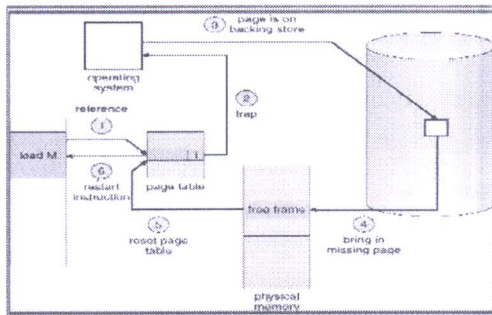 3
page is on
backing store
operating
system
2
trap
reference
1
load M
i
6
page table
restart
instruction
free frame
5
4
reset page
table
bring in
missing page
physical
memory